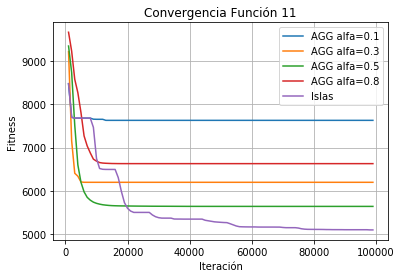 Convergencia Función 11
AGG alfa=0.1
AGG alfa=0.3
AGG alfa=0.5
AGG alfa=0.8
Islas
Fitness
9000
8000
7000
6000
5000
0 20000 40000 60000 80000 100000
Iteración